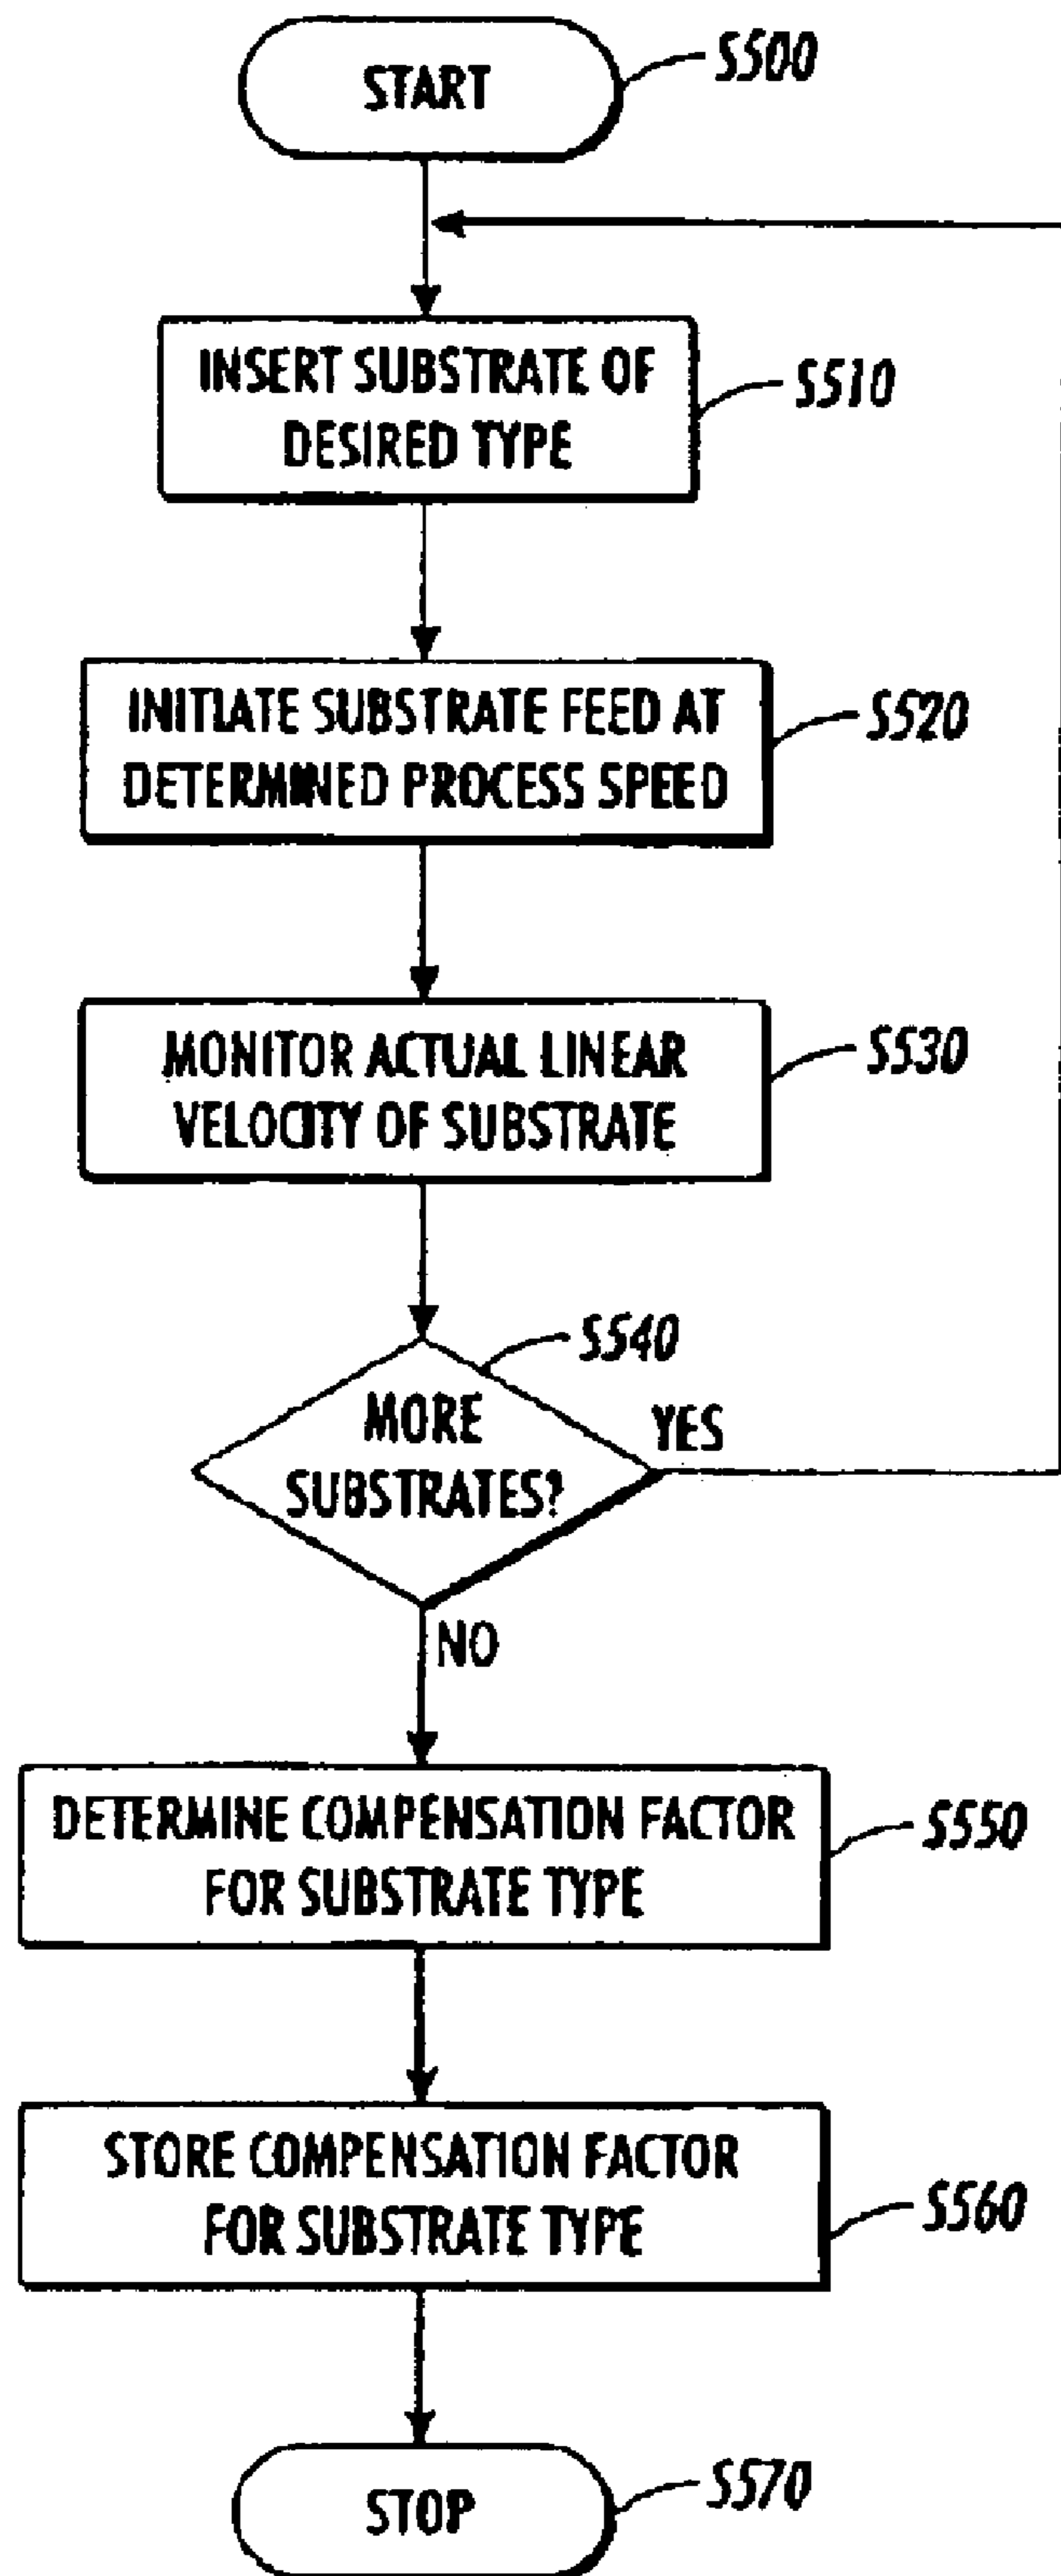 START
S500
INSERT SUBSTRATE OF
DESIRED TYPE
S510
INITIATE SUBSTRATE FEED AT
DETERMINED PROCESS SPEED
S520
MONITOR ACTUAL LINEAR
VELOCITY OF SUBSTRATE
S530
S540
MORE
SUBSTRATES?
YES
NO
DETERMINE COMPENSATION FACTOR
FOR SUBSTRATE TYPE
S550
STORE COMPENSATION FACTOR
FOR SUBSTRATE TYPE
S560
STOP
S570